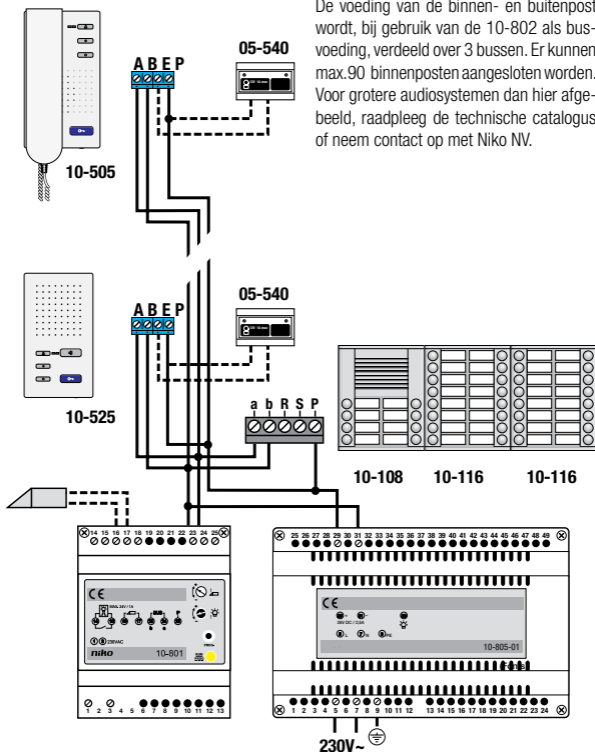 De voeding van de binnen- en buitenpost
wordt, bij gebruik van de 10-802 als bus-
voeding, verdeeld over 3 bussen. Er kunnen
max.90 binnenposten aangesloten worden.
Voor grotere audiosystemen dan hier afge-
beeld, raadpleeg de technische catalogus
of neem contact op met Niko NV.
A B E P
05-540
10-505
A B E P
05-540
10-525
a b R S P
10-108 10-116 10-116
14 15 16 17 18 19 20 21 22 23 24 25
CE
230VAC
niko 10-801
1 2 3 4 5 6 7 8 9 10 11 12 13
25 26 27 28 29 30 31 32 33 34 35 36 37 38 39 40 41 42 43 44 45 46 47 48 49
CE
10-805-01
1 2 3 4 5 6 7 8 9 10 11 12 13 14 15 16 17 18 19 20 21 22 23 24
230V~